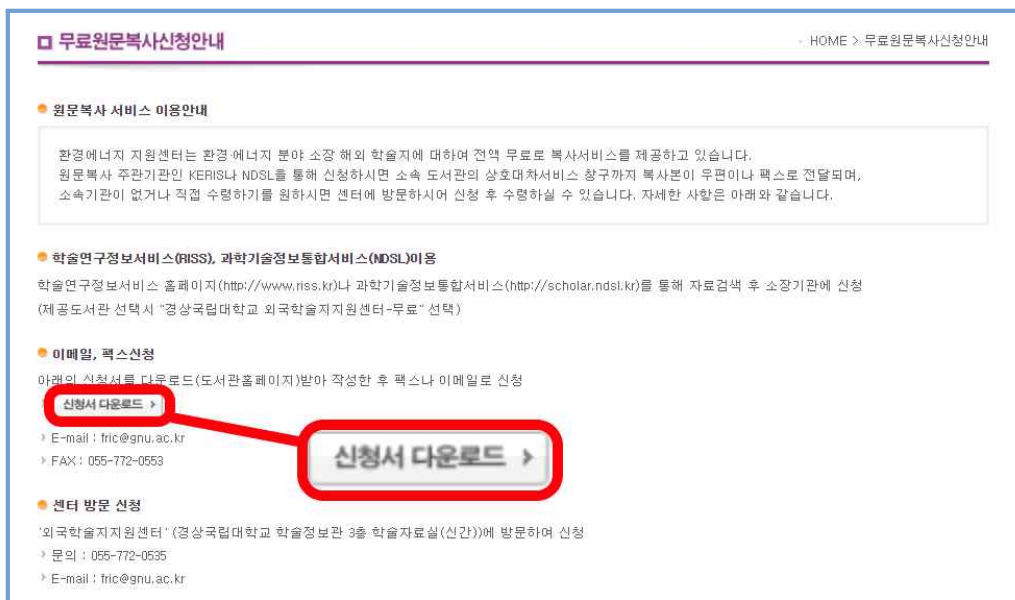 무료원문복사신청안내
HOME > 무료원문복사신청안내
원문복사 서비스 이용안내
환경에너지 지원센터는 환경·에너지 분야 소장 해외 학술지에 대하여 전액 무료로 복사서비스를 제공하고 있습니다.
원문복사 주관기관인 KERIS나 NDSL를 통해 신청하시면 소속 도서관의 상호대차서비스 창구까지 복사본이 우편이나 팩스로 전달되며,
소속기관이 없거나 직접 수령하기를 원하시면 센터에 방문하시어 신청 후 수령하실 수 있습니다. 자세한 사항은 아래와 같습니다.
학술연구정보서비스(RISS), 과학기술정보통합서비스(NDSL)이용
학술연구정보서비스 홈페이지(http://www.riss.kr)나 과학기술정보통합서비스(http://scholar.ndsl.kr)를 통해 자료검색 후 소장기관에 신청
(제공도서관 선택시 "경상국립대학교 외국학술지지원센터-무료" 선택)
이메일, 팩스신청
아래의 신청서를 다운로드(도서관홈페이지)받아 작성한 후 팩스나 이메일로 신청
신청서 다운로드 >
> E-mail : fric@gnu.ac.kr
신청서 다운로드 >
> FAX : 055-772-0553
센터 방문 신청
'외국학술지지원센터' (경상국립대학교 학술정보관 3층 학술자료실(신간))에 방문하여 신청
> 문의 : 055-772-0535
> E-mail : fric@gnu.ac.kr